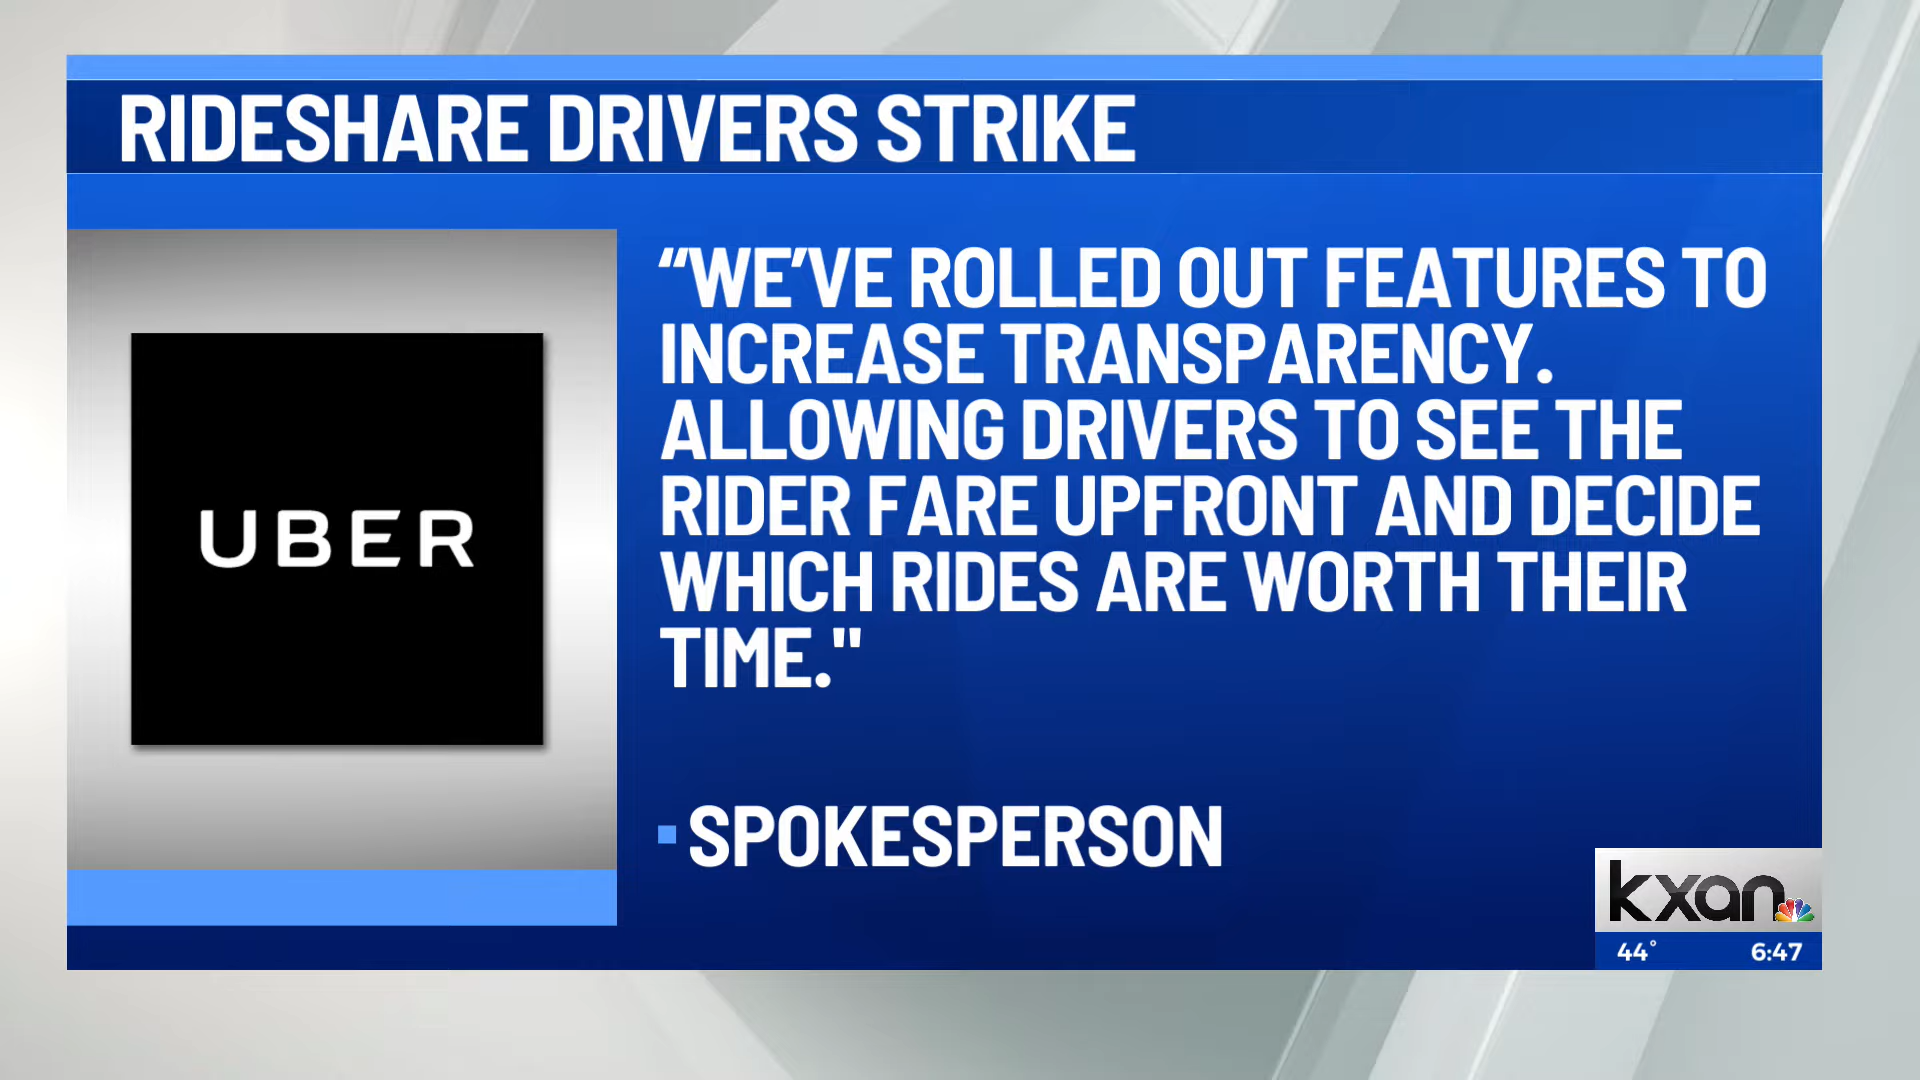 RIDESHARE DRIVERS STRIKE
UBER
“WE’VE ROLLED OUT FEATURES TO
INCREASE TRANSPARENCY.
ALLOWING DRIVERS TO SEE THE
RIDER FARE UPFRONT AND DECIDE
WHICH RIDES ARE WORTH THEIR
TIME."
▪ SPOKESPERSON
kxan
44° 6:47